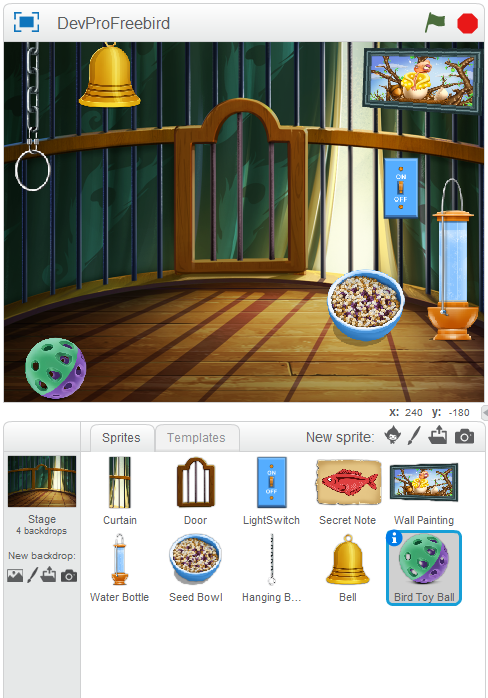 DevProFreebird
ON
OFF
x: 240 y: -180
Sprites
Templates
New sprite:
Stage
4 backdrops
New backdrop:
Curtain
Door
ON
OFF
LightSwitch
Secret Note
Wall Painting
Water Bottle
Seed Bowl
Hanging B...
Bell
i
Bird Toy Ball